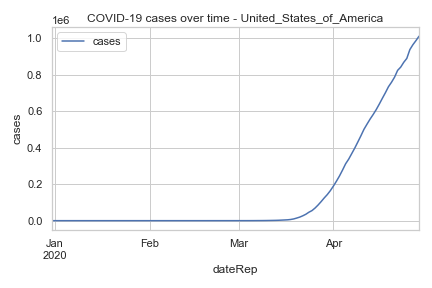 COVID-19 cases over time - United_States_of_America
1e6
cases
1.0
0.8
0.6
0.4
0.2
0.0
cases
Jan
2020
Feb
Mar
Apr
dateRep